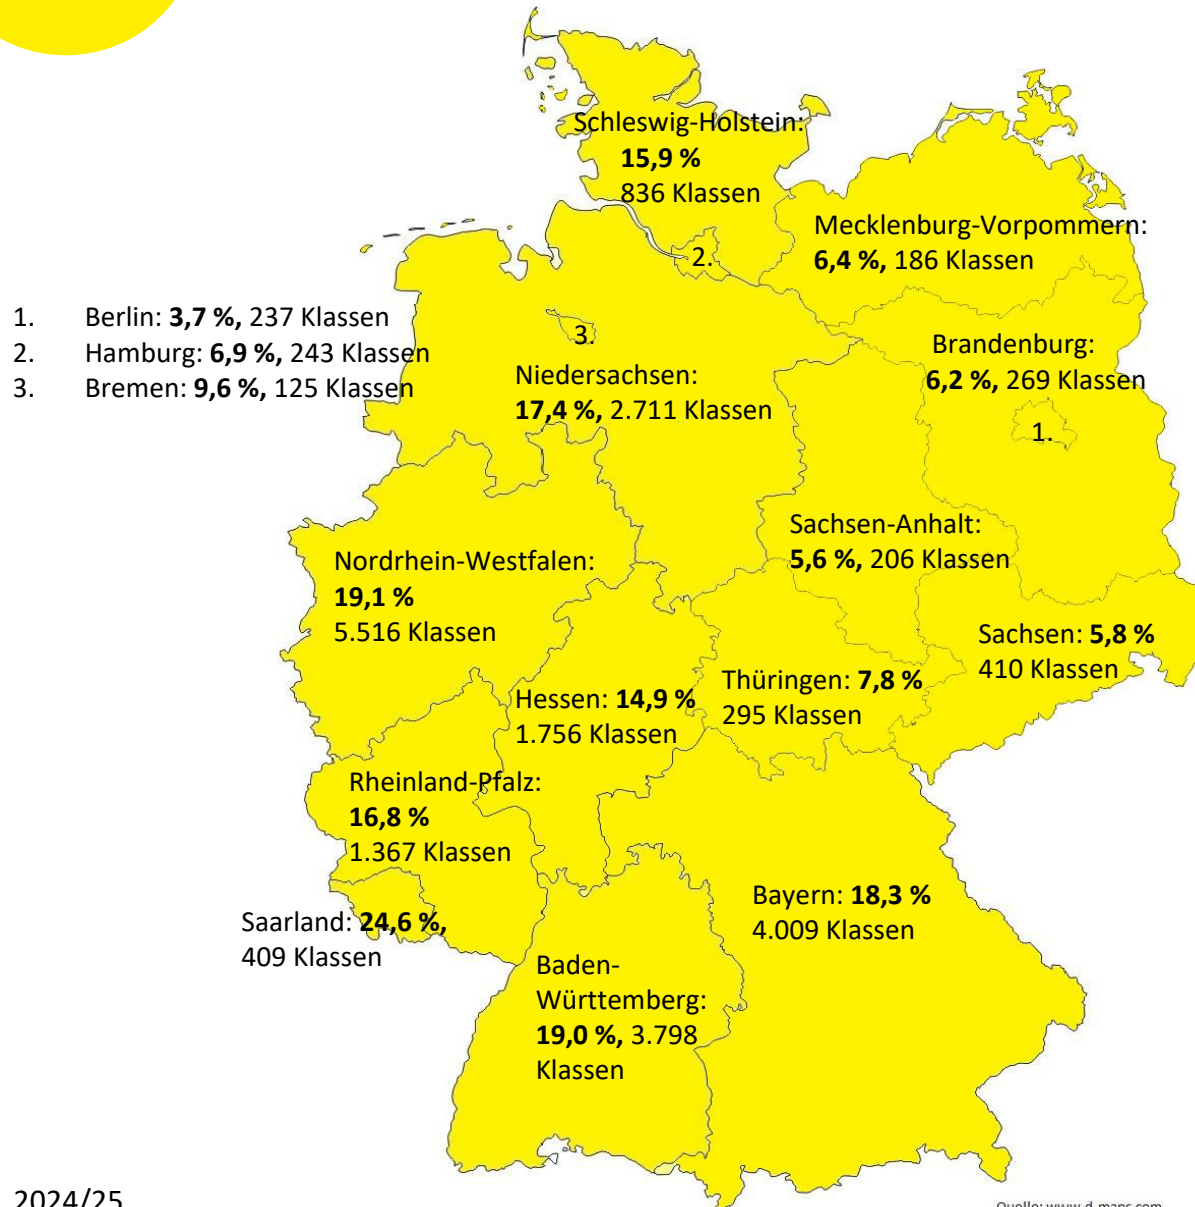 Schleswig-Holstein:
15,9 %
836 Klassen
Mecklenburg-Vorpommern:
6,4 %, 186 Klassen
2.
1. Berlin: 3,7 %, 237 Klassen
2. Hamburg: 6,9 %, 243 Klassen
3. Bremen: 9,6 %, 125 Klassen
3.
Niedersachsen:
17,4 %, 2.711 Klassen
Brandenburg:
6,2 %, 269 Klassen
1.
Sachsen-Anhalt:
5,6 %, 206 Klassen
Nordrhein-Westfalen:
19,1 %
5.516 Klassen
Sachsen: 5,8 %
410 Klassen
Thüringen: 7,8 %
295 Klassen
Hessen: 14,9 %
1.756 Klassen
Rheinland-Pfalz:
16,8 %
1.367 Klassen
Saarland: 24,6 %,
409 Klassen
Bayern: 18,3 %
4.009 Klassen
Baden-
Württemberg:
19,0 %, 3.798
Klassen
2024/25
Quelle: www.d-maps.com